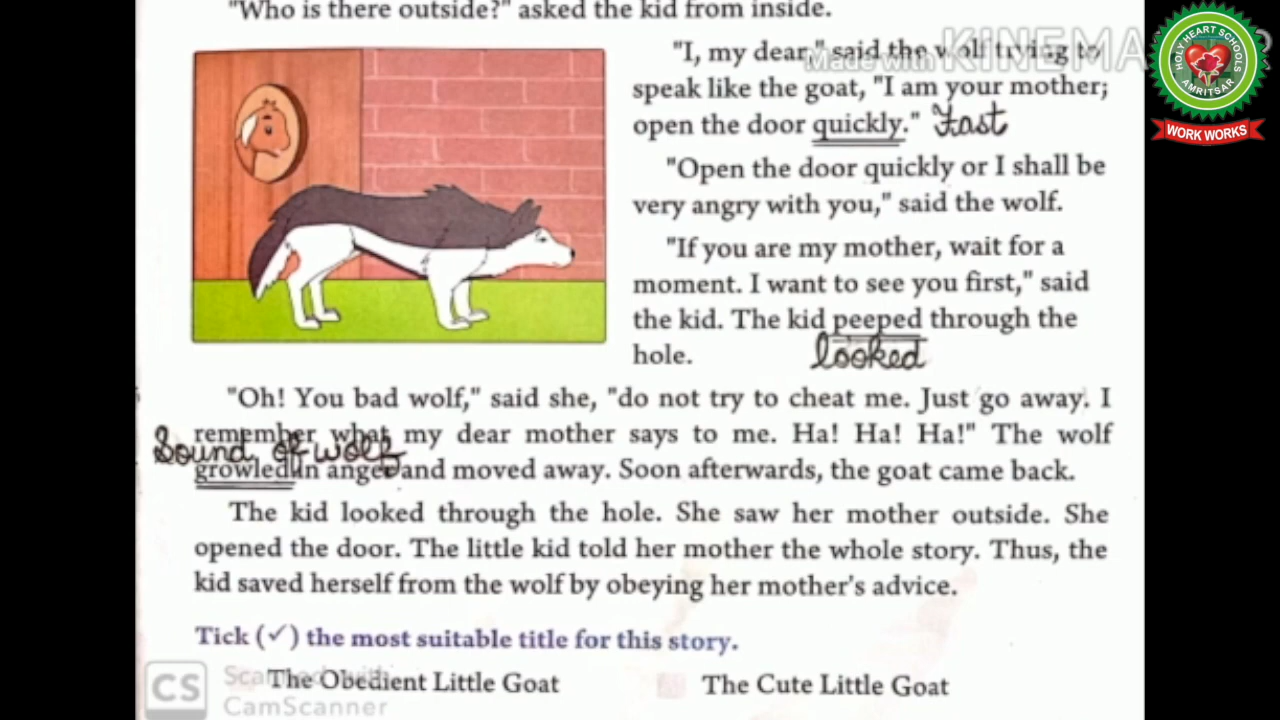 "Who is there outside?" asked the kid from inside.
"I, my dear," said the wolf trying to
speak like the goat, "I am your mother;
open the door quickly." Fast
"Open the door quickly or I shall be
very angry with you," said the wolf.
"If you are my mother, wait for a
moment. I want to see you first," said
the kid. The kid peeped through the
hole. looked
"Oh! You bad wolf," said she, "do not try to cheat me. Just go away. I
remember what my dear mother says to me. Ha! Ha! Ha!" The wolf
Sound of wolf
growled in anger and moved away. Soon afterwards, the goat came back.
The kid looked through the hole. She saw her mother outside. She
opened the door. The little kid told her mother the whole story. Thus, the
kid saved herself from the wolf by obeying her mother's advice.
Tick (✓) the most suitable title for this story.
The Obedient Little Goat
The Cute Little Goat
CS Scanned with
CamScanner
Made with KINEMA
HOLY HEART SCHOOLS
AMRITSAR
WORK WORKS